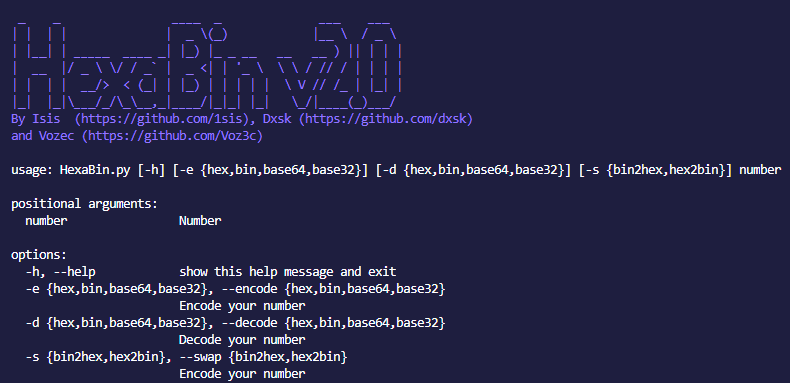 HexaBin v2.0
By Isis  (https://github.com/1sis), Dxsk (https://github.com/dxsk)
and Vozec (https://github.com/Voz3c)
usage: HexaBin.py [-h] [-e {hex,bin,base64,base32}] [-d {hex,bin,base64,base32}] [-s {bin2hex,hex2bin}] number
positional arguments:
  number                Number
options:
  -h, --help            show this help message and exit
  -e {hex,bin,base64,base32}, --encode {hex,bin,base64,base32}
                        Encode your number
  -d {hex,bin,base64,base32}, --decode {hex,bin,base64,base32}
                        Decode your number
  -s {bin2hex,hex2bin}, --swap {bin2hex,hex2bin}
                        Encode your number